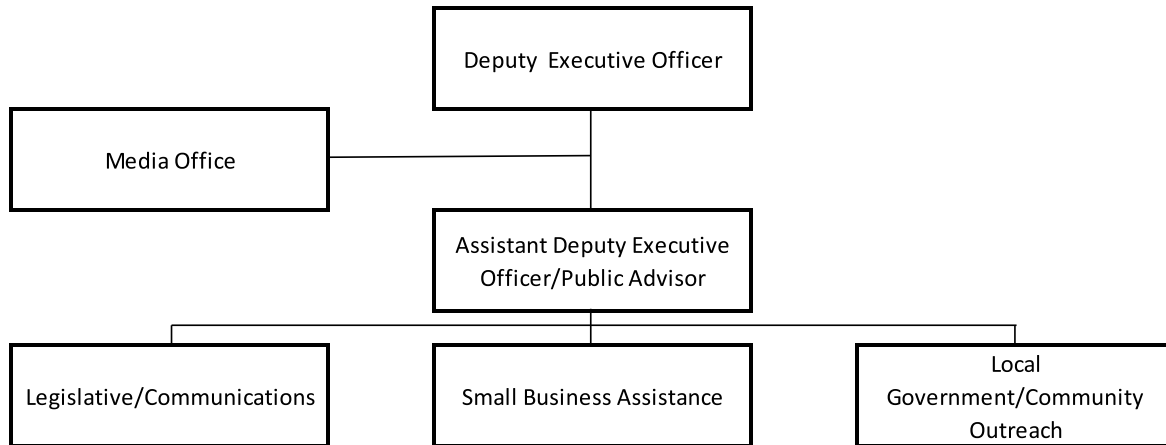 Deputy  Executive Officer
Media Office
Assistant Deputy Executive
Officer/Public Advisor
Legislative/Communications
Small Business Assistance
Local
Government/Community
Outreach